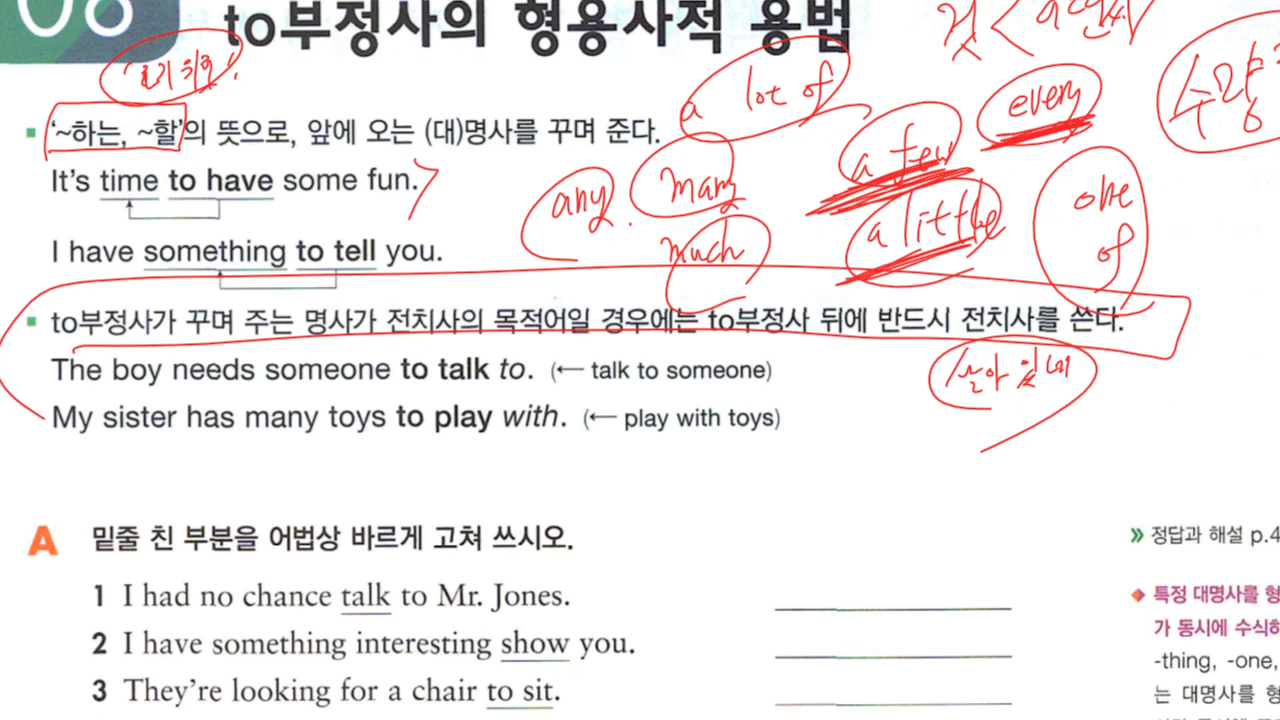 08 to부정사의 형용사적 용법
a lot of
every
'~하는, ~할'의 뜻으로, 앞에 오는 (대)명사를 꾸며 준다.
a few
It's time to have some fun.
any many
a little
one of
much
I have something to tell you.
to부정사가 꾸며 주는 명사가 전치사의 목적어일 경우에는 to부정사 뒤에 반드시 전치사를 쓴다.
The boy needs someone to talk to. (← talk to someone)
My sister has many toys to play with. (← play with toys)
A 밑줄 친 부분을 어법상 바르게 고쳐 쓰시오.
» 정답과 해설 p.4
1 I had no chance talk to Mr. Jones.
2 I have something interesting show you.
3 They're looking for a chair to sit.
특정 대명사를 형
가 동시에 수식하
-thing, -one,
는 대명사를 형